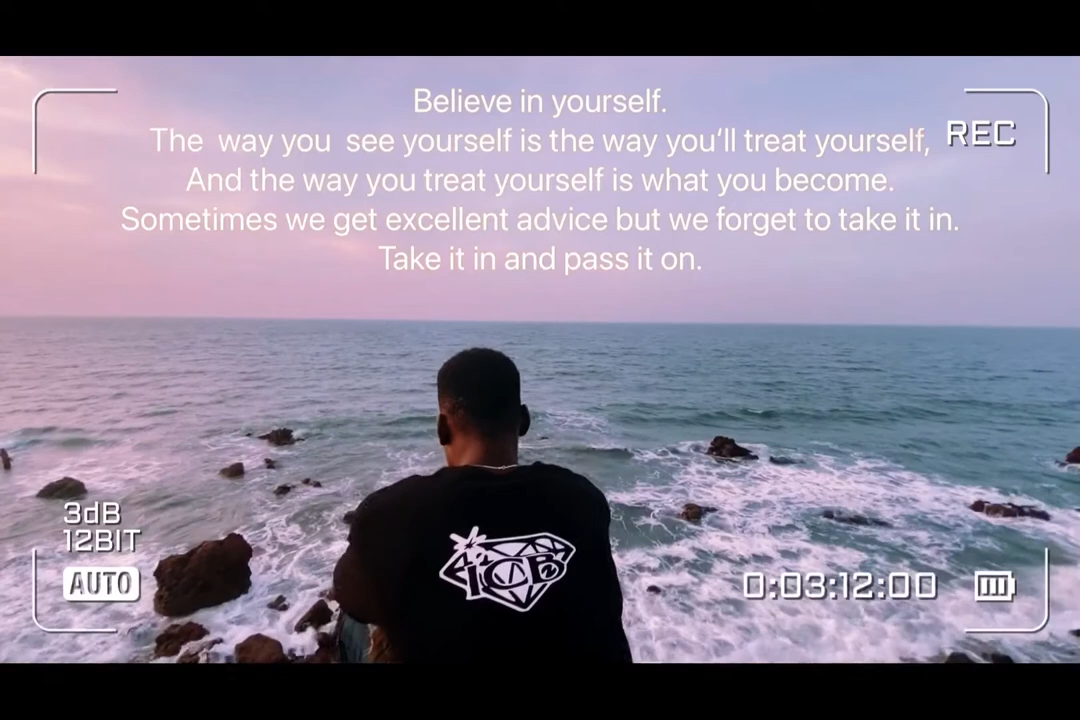 Believe in yourself.
The way you see yourself is the way you‘ll treat yourself,
REC
And the way you treat yourself is what you become.
Sometimes we get excellent advice but we forget to take it in.
Take it in and pass it on.
3dB
12BIT
AUTO
iCE
0:03:12:00